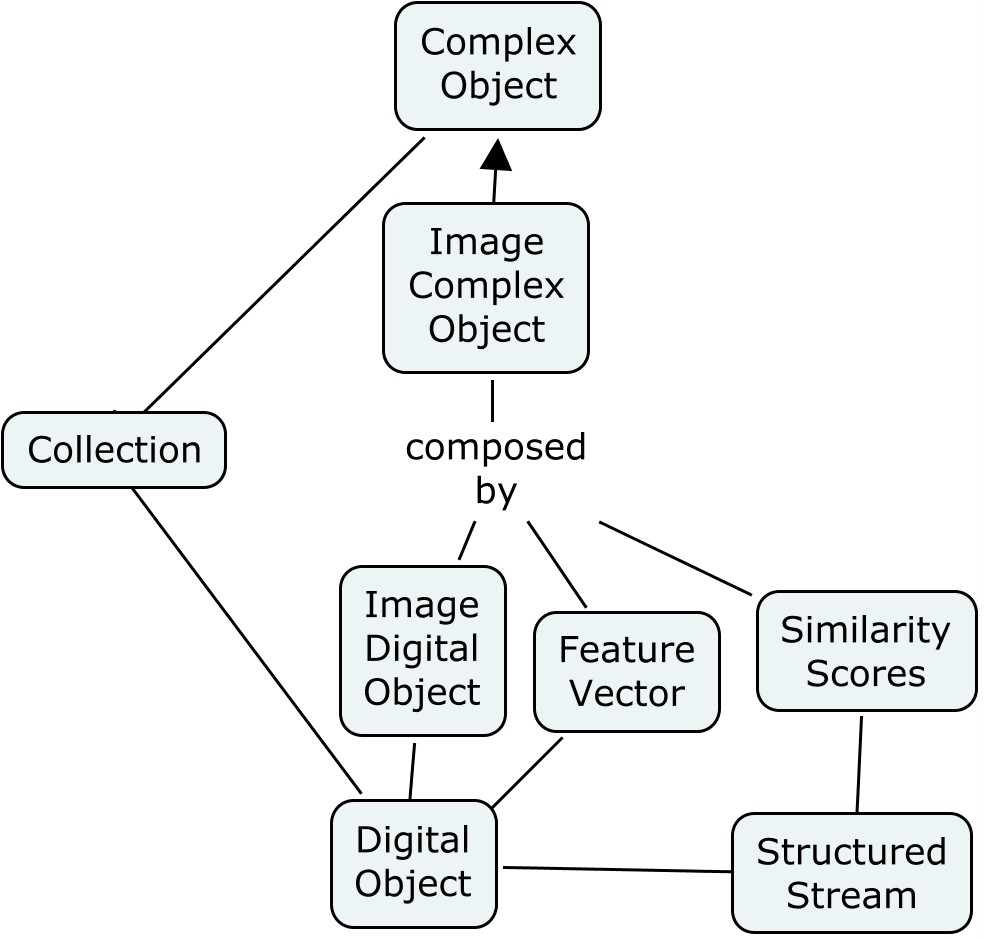 Complex
Object
Image
Complex
Object
Collection
composed
by
Image
Digital
Object
Feature
Vector
Similarity
Scores
Digital
Object
Structured
Stream